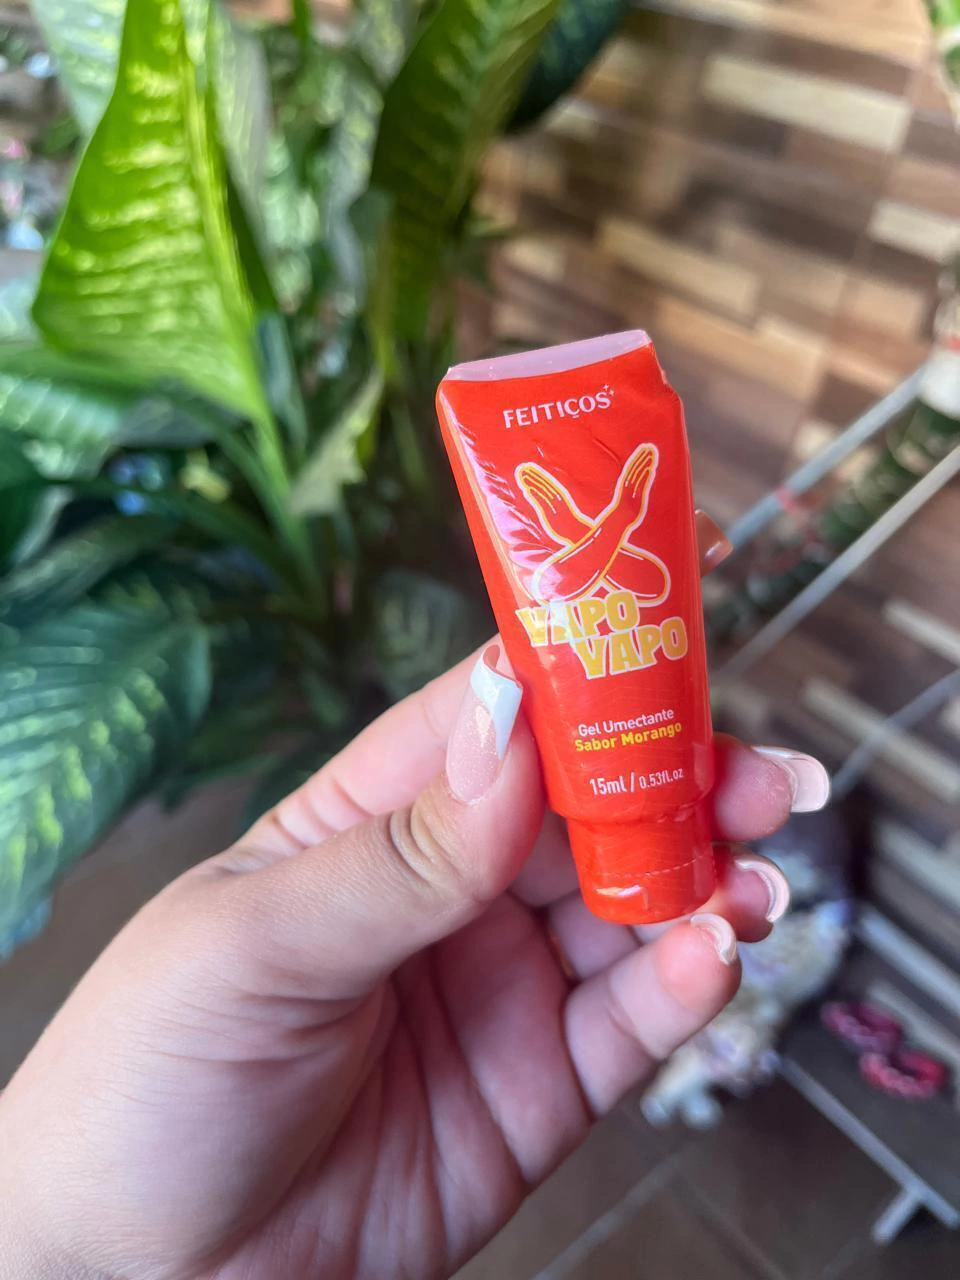 FEITIÇOS
VAPO
VAPO
Gel Umectante
Sabor Morango
15ml / 0.53fl.oz